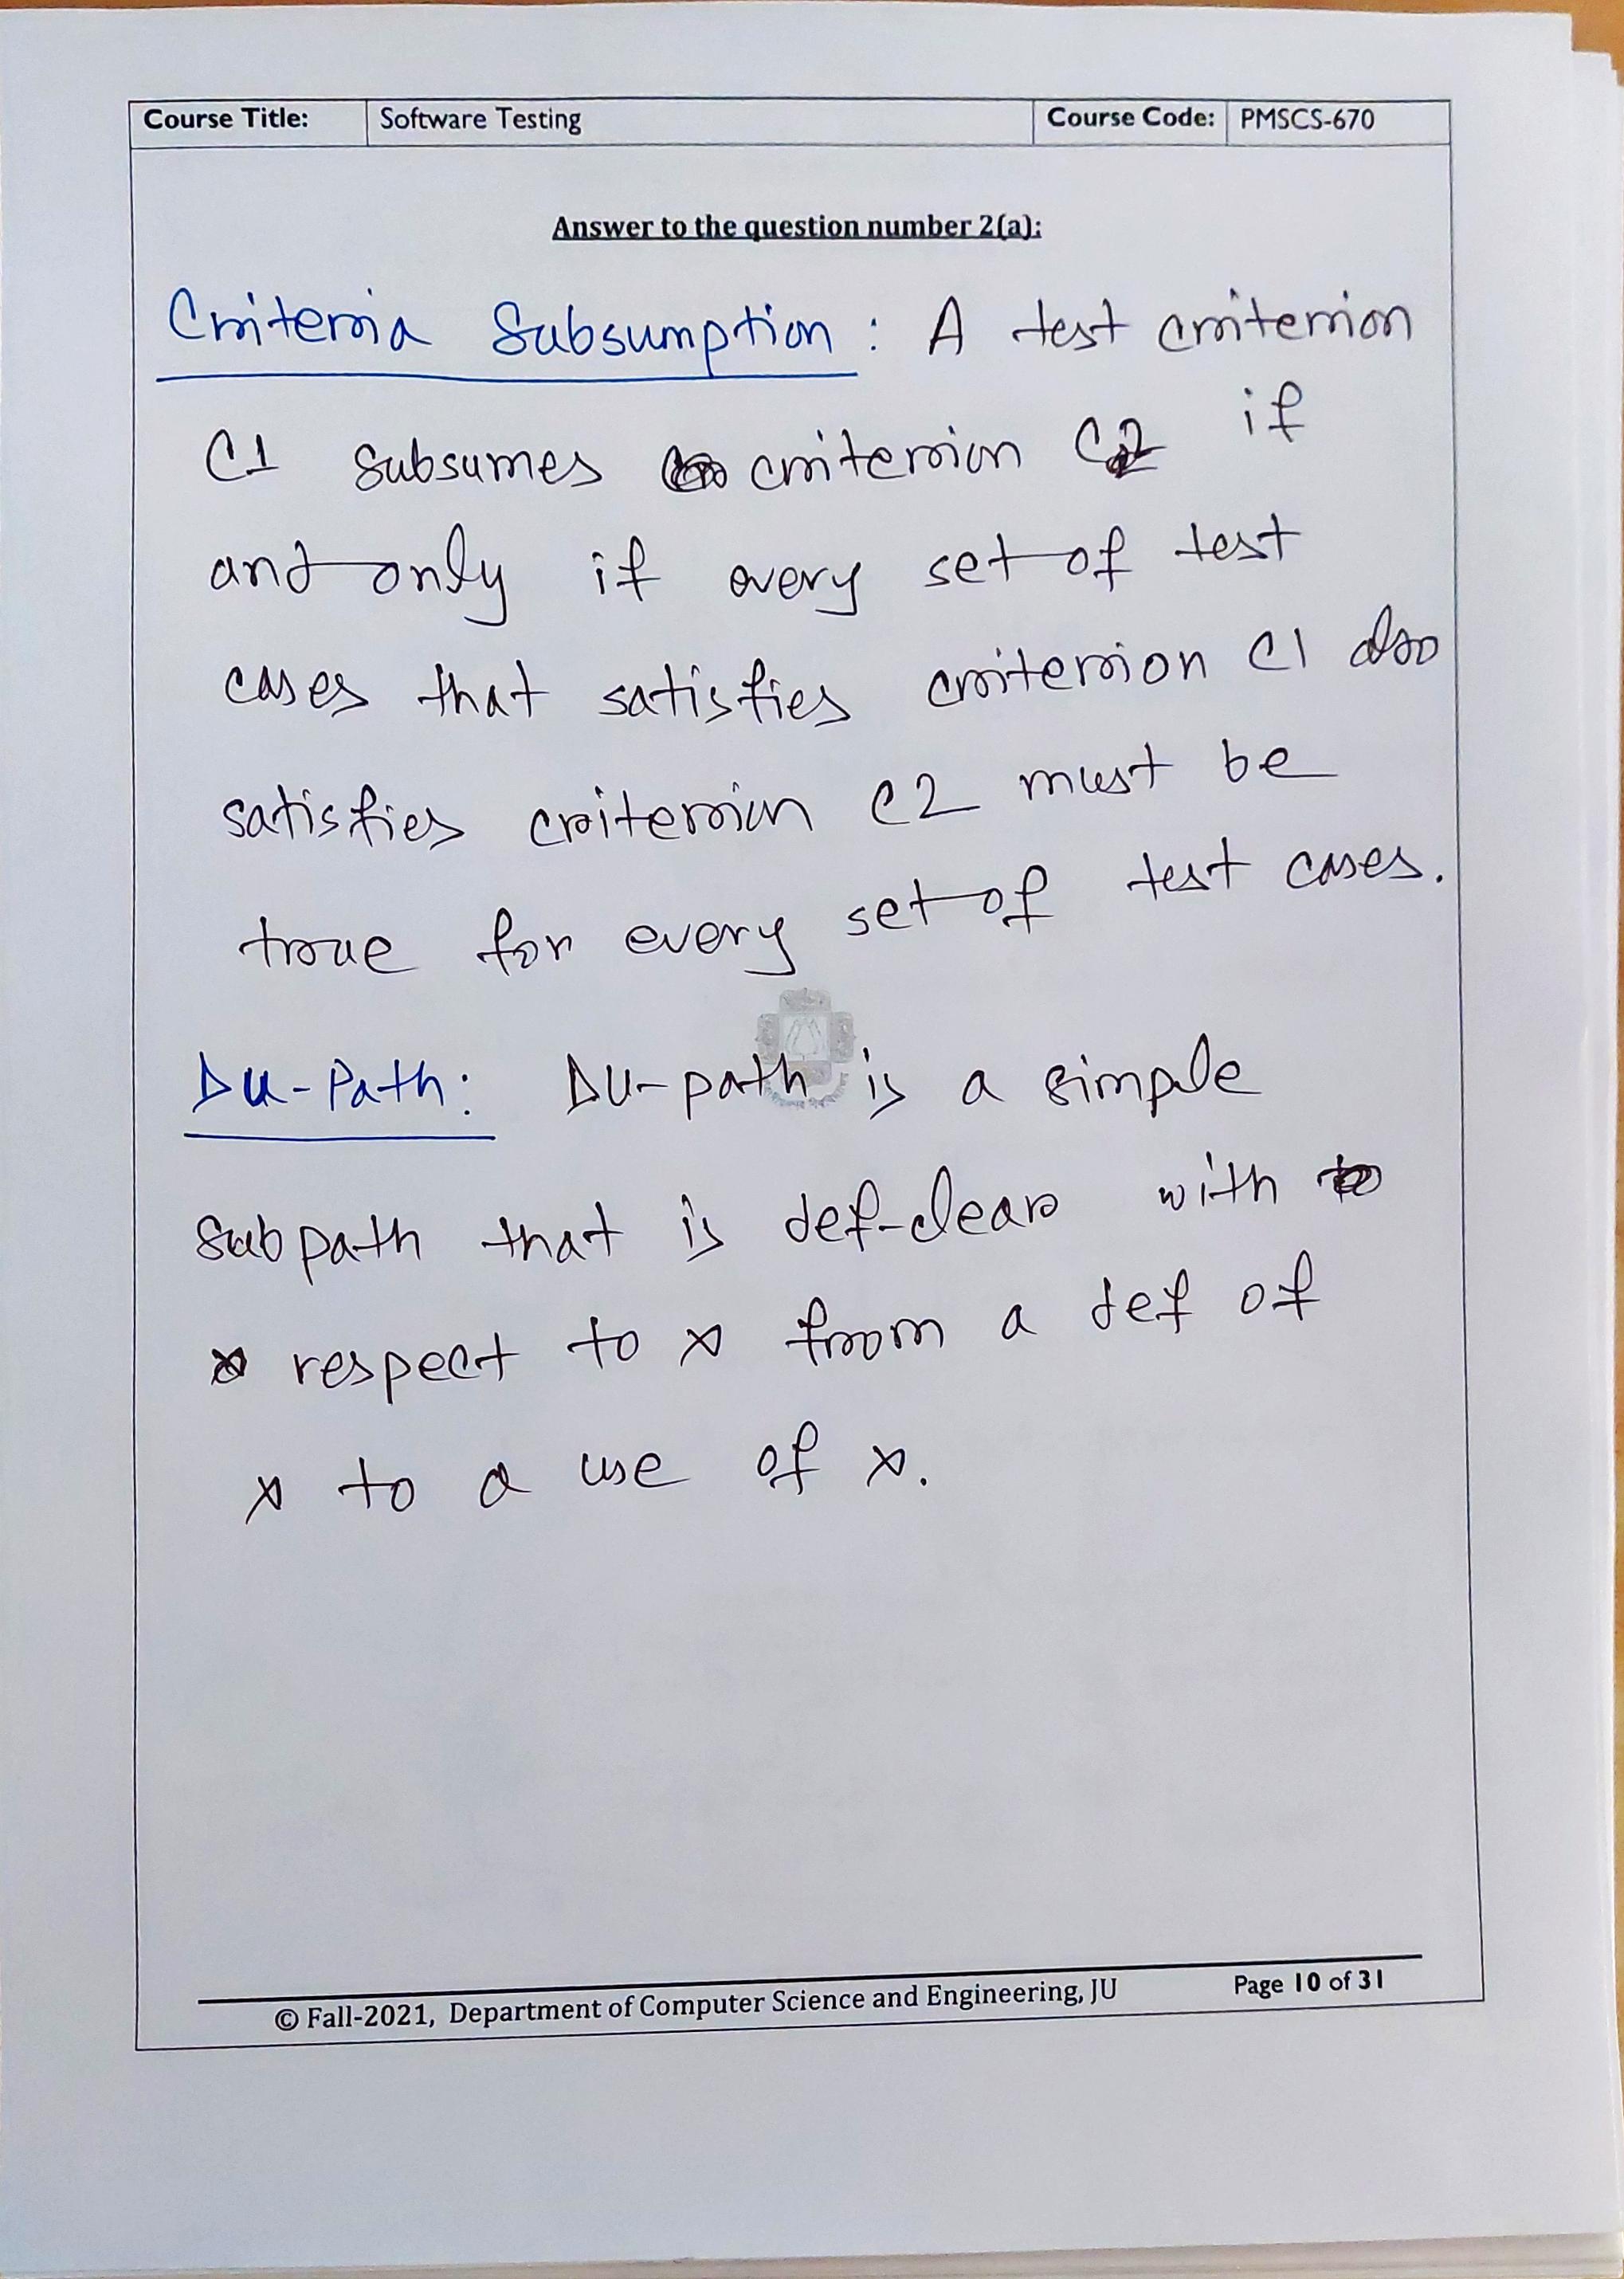 Course Title: Software Testing Course Code: PMSCS-670
Answer to the question number 2(a):
Criteria Subsumption : A test criterion
C1 subsumes criterion C2 if
and only if every set of test
cases that satisfies criterion C1 also
satisfies criterion C2 must be
true for every set of test cases.
DU-Path: DU-path is a simple
subpath that is def-clear with
respect to x from a def of
x to a use of x.
© Fall-2021, Department of Computer Science and Engineering, JU Page 10 of 31